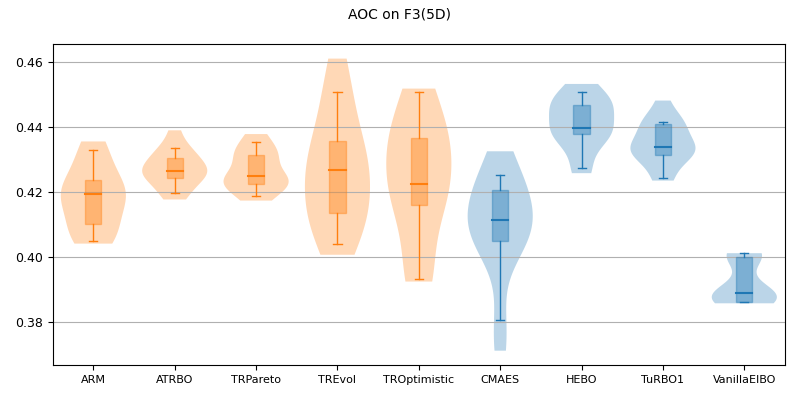 AOC on F3(5D)
0.46
0.44
0.42
0.40
0.38
ARM ATRBO TRPareto TREvol TROptimistic CMAES HEBO TuRBO1 VanillaEIBO